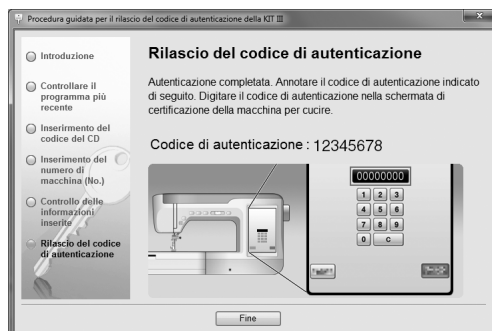 Procedura guidata per il rilascio del codice di autenticazione della KIT III
Introduzione
Controllare il
programma più
recente
Inserimento del
codice del CD
Inserimento del
numero di
macchina (No.)
Controllo delle
informazioni
inserite
Rilascio del codice
di autenticazione
Rilascio del codice di autenticazione
Autenticazione completata. Annotare il codice di autenticazione indicato
di seguito. Digitare il codice di autenticazione nella schermata di
certificazione della macchina per cucire.
Codice di autenticazione : 12345678
00000000
1 2 3
4 5 6
7 8 9
0 C
Fine